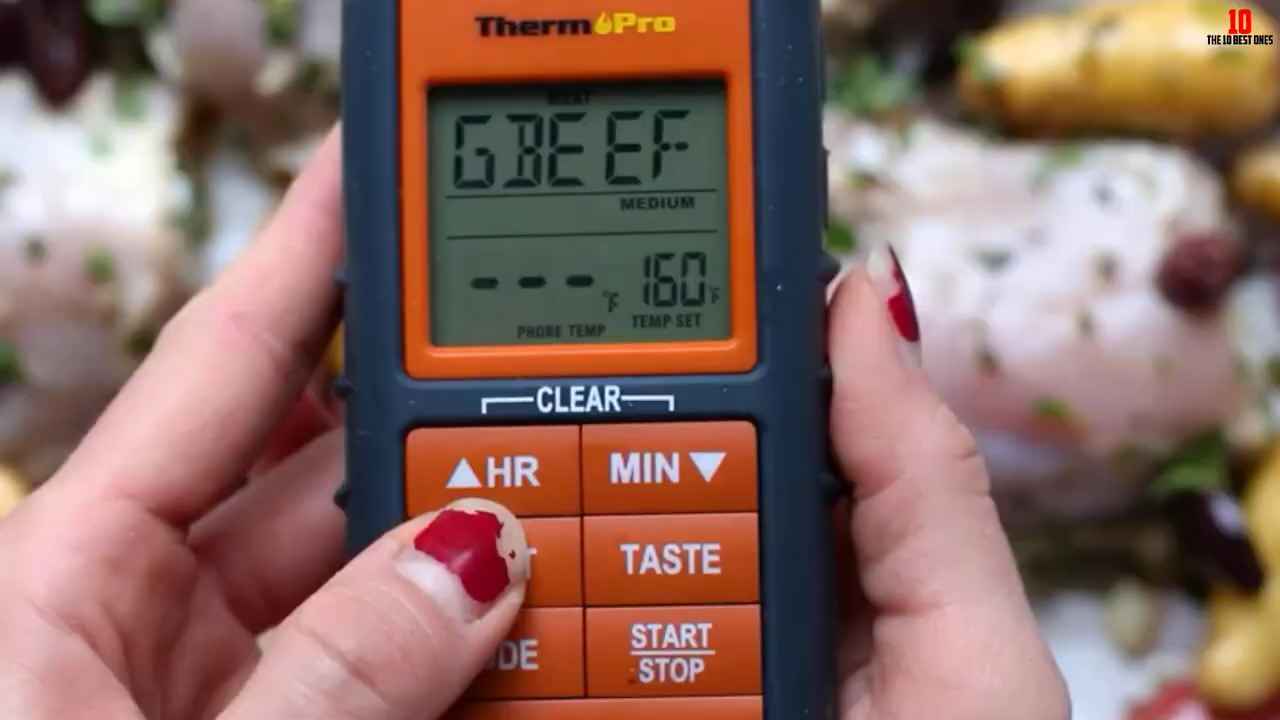 10
THE 10 BEST ONES
ThermoPro
MEAT
GBEEF
MEDIUM
--- °F 160°F
PROBE TEMP TEMP SET
CLEAR
▲HR MIN▼
TASTE
START
STOP